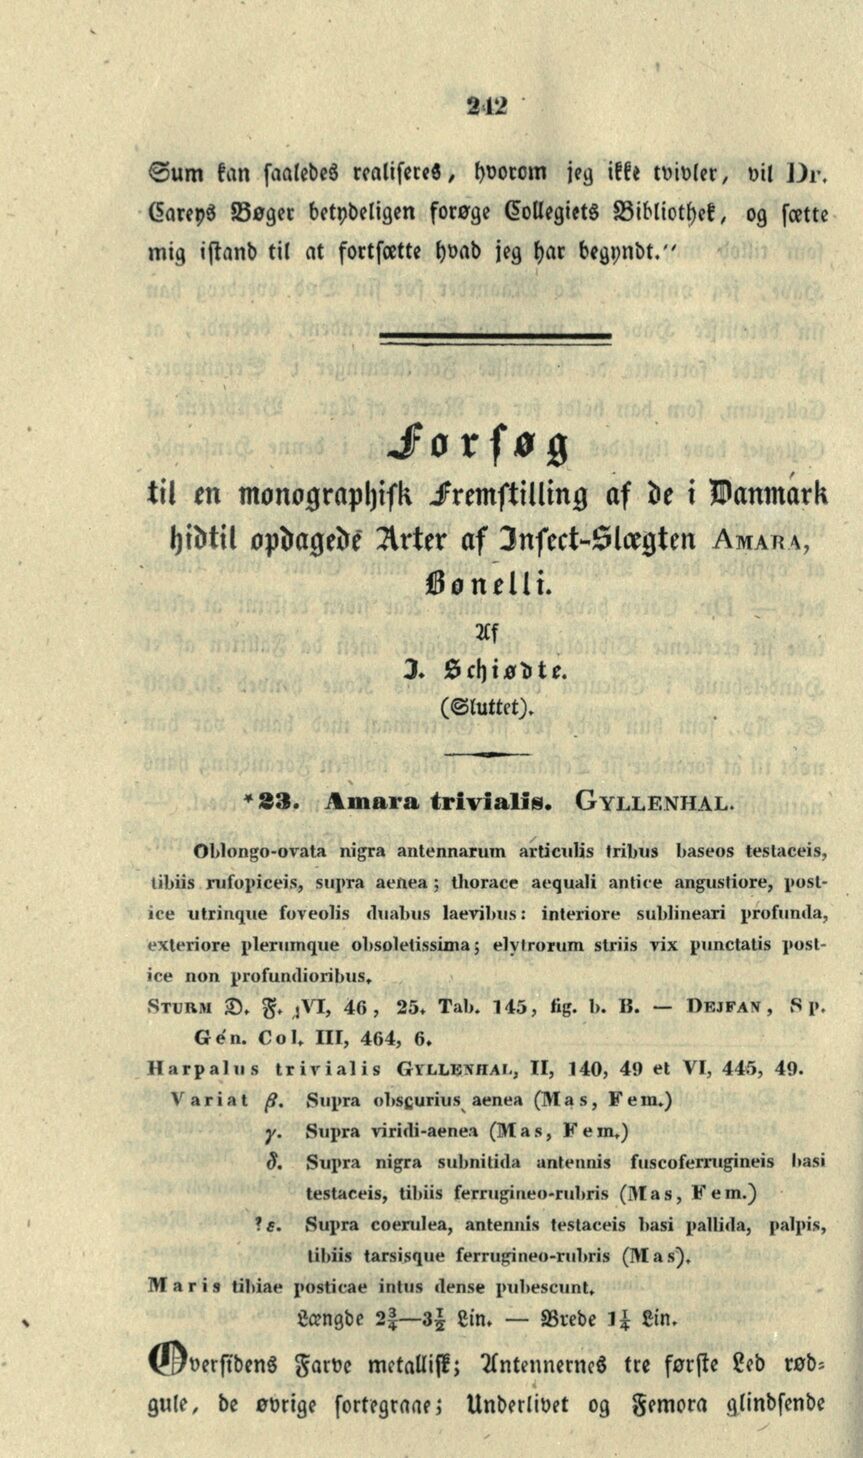 242
Sum kan saaledes realiseres, hvorom jeg ikke tvivler, vil Dr.
Careys Bøger betydeligen forøge Collegiets Bibliothek, og sætte
mig istand til at fortsætte hvad jeg har begyndt."
Forsøg
til en monographisk Fremstilling af de i Danmark
hidtil opdagede Arter af Insect-Slægten AMARA,
Bonelli.
Af
J. Schiødte.
(Sluttet).
*23. Amara trivialis. GYLLENHAL.
Oblongo-ovata nigra antennarum articulis tribus baseos testaceis,
tibiis rufopiceis, supra aenea; thorace aequali antice angustiore, post-
ice utrinque foveolis duabus laevibus: interiore sublineari profunda,
exteriore plerumque obsoletissima; elytrorum striis vix punctatis post-
ice non profundioribus.
STURM D. F. VI, 46, 25. Tab. 145, fig. b. B. — DEJEAN, Sp.
Gén. Col. III, 464, 6.
Harpalus trivialis GYLLENHAL, II, 140, 49 et VI, 445, 49.
Variat β. Supra obscurius aenea (Mas, Fem.)
γ. Supra viridi-aenea (Mas, Fem.)
δ. Supra nigra subnitida antennis fuscoferrugineis basi
testaceis, tibiis ferrugineo-rubris (Mas, Fem.)
?ε. Supra coerulea, antennis testaceis basi pallida, palpis,
tibiis tarsisque ferrugineo-rubris (Mas).
Maris tibiae posticae intus dense pubescunt.
Længde 2¾—3½ Lin. — Brede 1¼ Lin.
Oversidens Farve metallisk; Antennernes tre første Led rød-
gule, de øvrige sortegraae; Underlivet og Femora glindsende